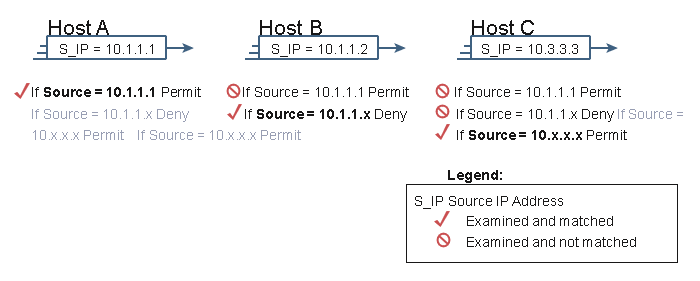 Host A
S_IP = 10.1.1.1
If Source = 10.1.1.1 Permit
If Source = 10.1.1.x Deny
10.x.x.x Permit If Source = 10.x.x.x Permit
Host B
S_IP = 10.1.1.2
If Source = 10.1.1.1 Permit
If Source = 10.1.1.x Deny
Host C
S_IP = 10.3.3.3
If Source = 10.1.1.1 Permit
If Source = 10.1.1.x Deny If Source =
If Source = 10.x.x.x Permit
Legend:
S_IP Source IP Address
Examined and matched
Examined and not matched